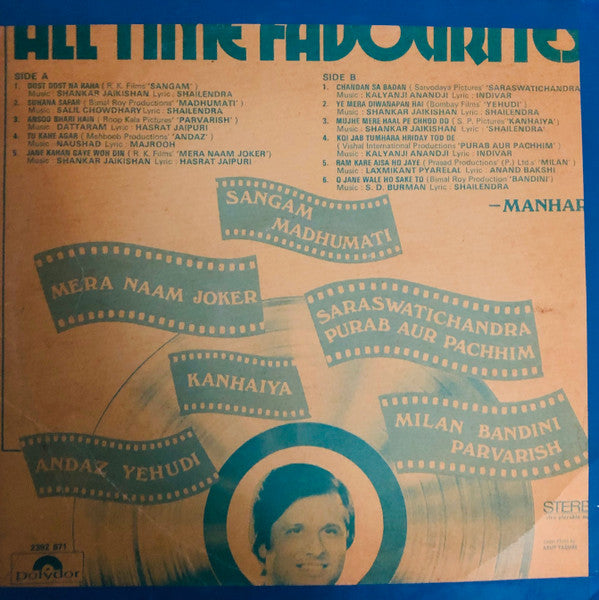 ALL TIME FAVOURITES
SIDE A
1. DOST DOST NA RAHA ( R. K. Films 'SANGAM' )
Music : SHANKAR JAIKISHAN Lyric : SHAILENDRA
2. SUHANA SAFAR ( Bimal Roy Productions' 'MADHUMATI' )
Music : SALIL CHOWDHARY Lyric : SHAILENDRA
3. ANSOO BHARI HAIN ( Roop Kala Pictures' 'PARVARISH' )
Music : DATTARAM Lyric : HASRAT JAIPURI
4. TU KAHE AGAR ( Mehboob Productions' 'ANDAZ' )
Music : NAUSHAD Lyric : MAJROOH
5. JANE KAHAN GAYE WOH DIN ( R. K. Films 'MERA NAAM JOKER')
Music : SHANKAR JAIKISHAN Lyric : HASRAT JAIPURI
SIDE B
1. CHANDAN SA BADAN ( Sarvodaya Pictures' 'SARASWATICHANDRA
Music : KALYANJI ANANDJI Lyric : INDIVAR
2. YE MERA DIWANAPAN HAI (Bombay Films 'YEHUDI' )
Music : SHANKAR JAIKISHAN Lyric : SHAILENDRA
3. MUJHE MERE HAAL PE CHHOD DO ( S. P. Pictures 'KANHAIYA' )
Music : SHANKAR JAIKISHAN Lyric : 'SHAILENDRA'
4. KOI JAB TUMHARA HRIDAY TOD DE
( Vishal International Productions' 'PURAB AUR PACHHIM' )
Music : KALYANJI ANANDJI Lyric : INDIVAR
5. RAM KARE AISA HO JAYE ( Prasad Productions (P.) Ltd.s' 'MILAN' )
Music : LAXMIKANT PYARELAL Lyric : ANAND BAKSHI
6. O JANE WALE HO SAKE TO ( Bimal Roy Production 'BANDINI' )
Music : S. D. BURMAN Lyric : SHAILENDRA
—MANHAR
SANGAM
MADHUMATI
MERA NAAM JOKER
SARASWATICHANDRA
PURAB AUR PACHHIM
KANHAIYA
MILAN BANDINI
PARVARISH
ANDAZ YEHUDI
STERE
2392 871
polydor